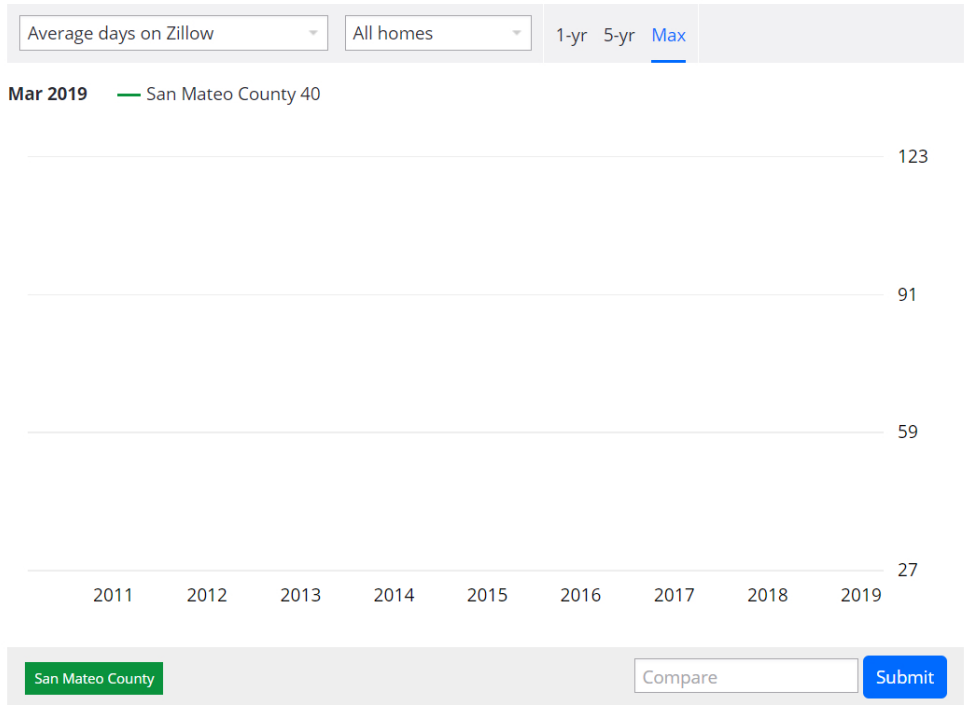 Average days on Zillow All homes 1-yr 5-yr Max
Mar 2019 San Mateo County 40
123
91
59
27
2011 2012 2013 2014 2015 2016 2017 2018 2019
San Mateo County Compare Submit